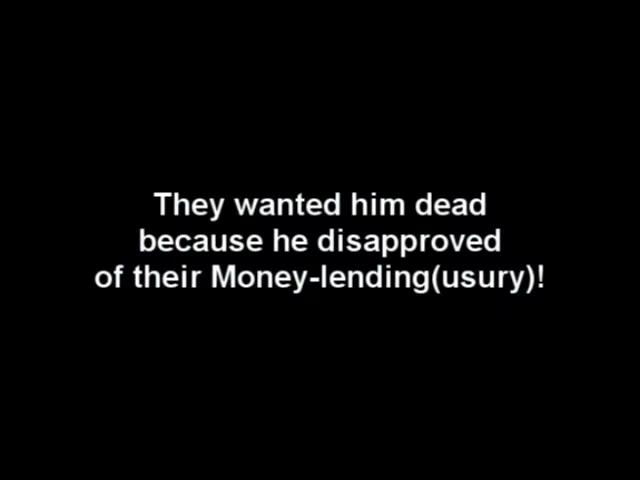 They wanted him dead
because he disapproved
of their Money-lending(usury)!